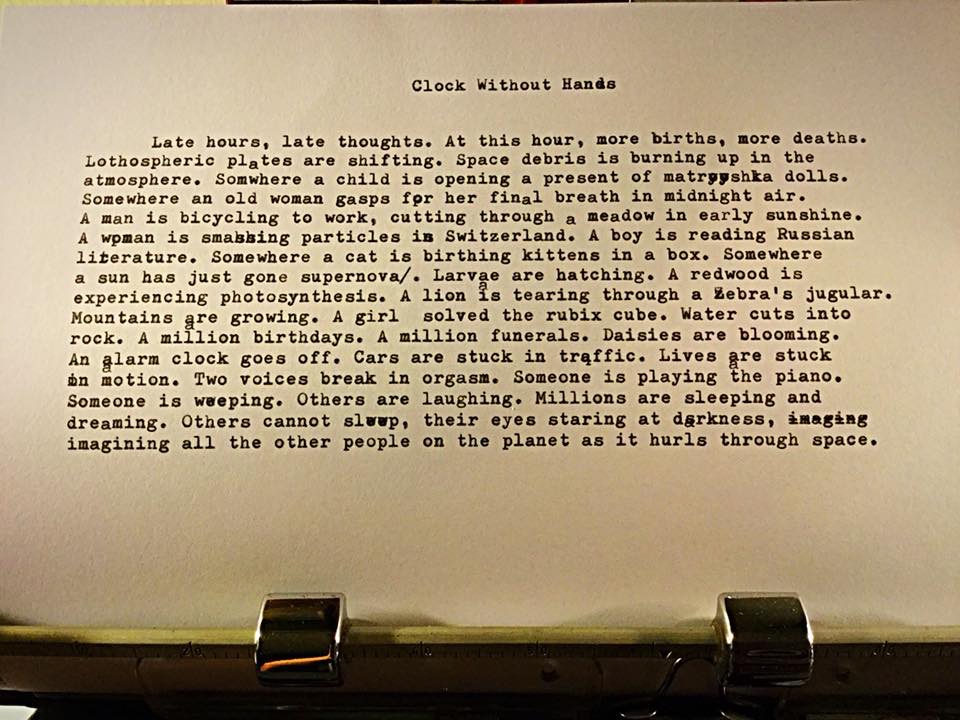 Clock Without Hands
Late hours, late thoughts. At this hour, more births, more deaths.
Lothospheric plates are shifting. Space debris is burning up in the
atmosphere. Somwhere a child is opening a present of matryyshka dolls.
Somewhere an old woman gasps for her final breath in midnight air.
A man is bicycling to work, cutting through a meadow in early sunshine.
A wpman is smashing particles in Switzerland. A boy is reading Russian
literature. Somewhere a cat is birthing kittens in a box. Somewhere
a sun has just gone supernova/. Larvae are hatching. A redwood is
experiencing photosynthesis. A lion is tearing through a Zebra's jugular.
Mountains are growing. A girl solved the rubix cube. Water cuts into
rock. A million birthdays. A million funerals. Daisies are blooming.
An alarm clock goes off. Cars are stuck in traffic. Lives are stuck
in motion. Two voices break in orgasm. Someone is playing the piano.
Someone is weeping. Others are laughing. Millions are sleeping and
dreaming. Others cannot sleep, their eyes staring at darkness, imaging
imagining all the other people on the planet as it hurls through space.